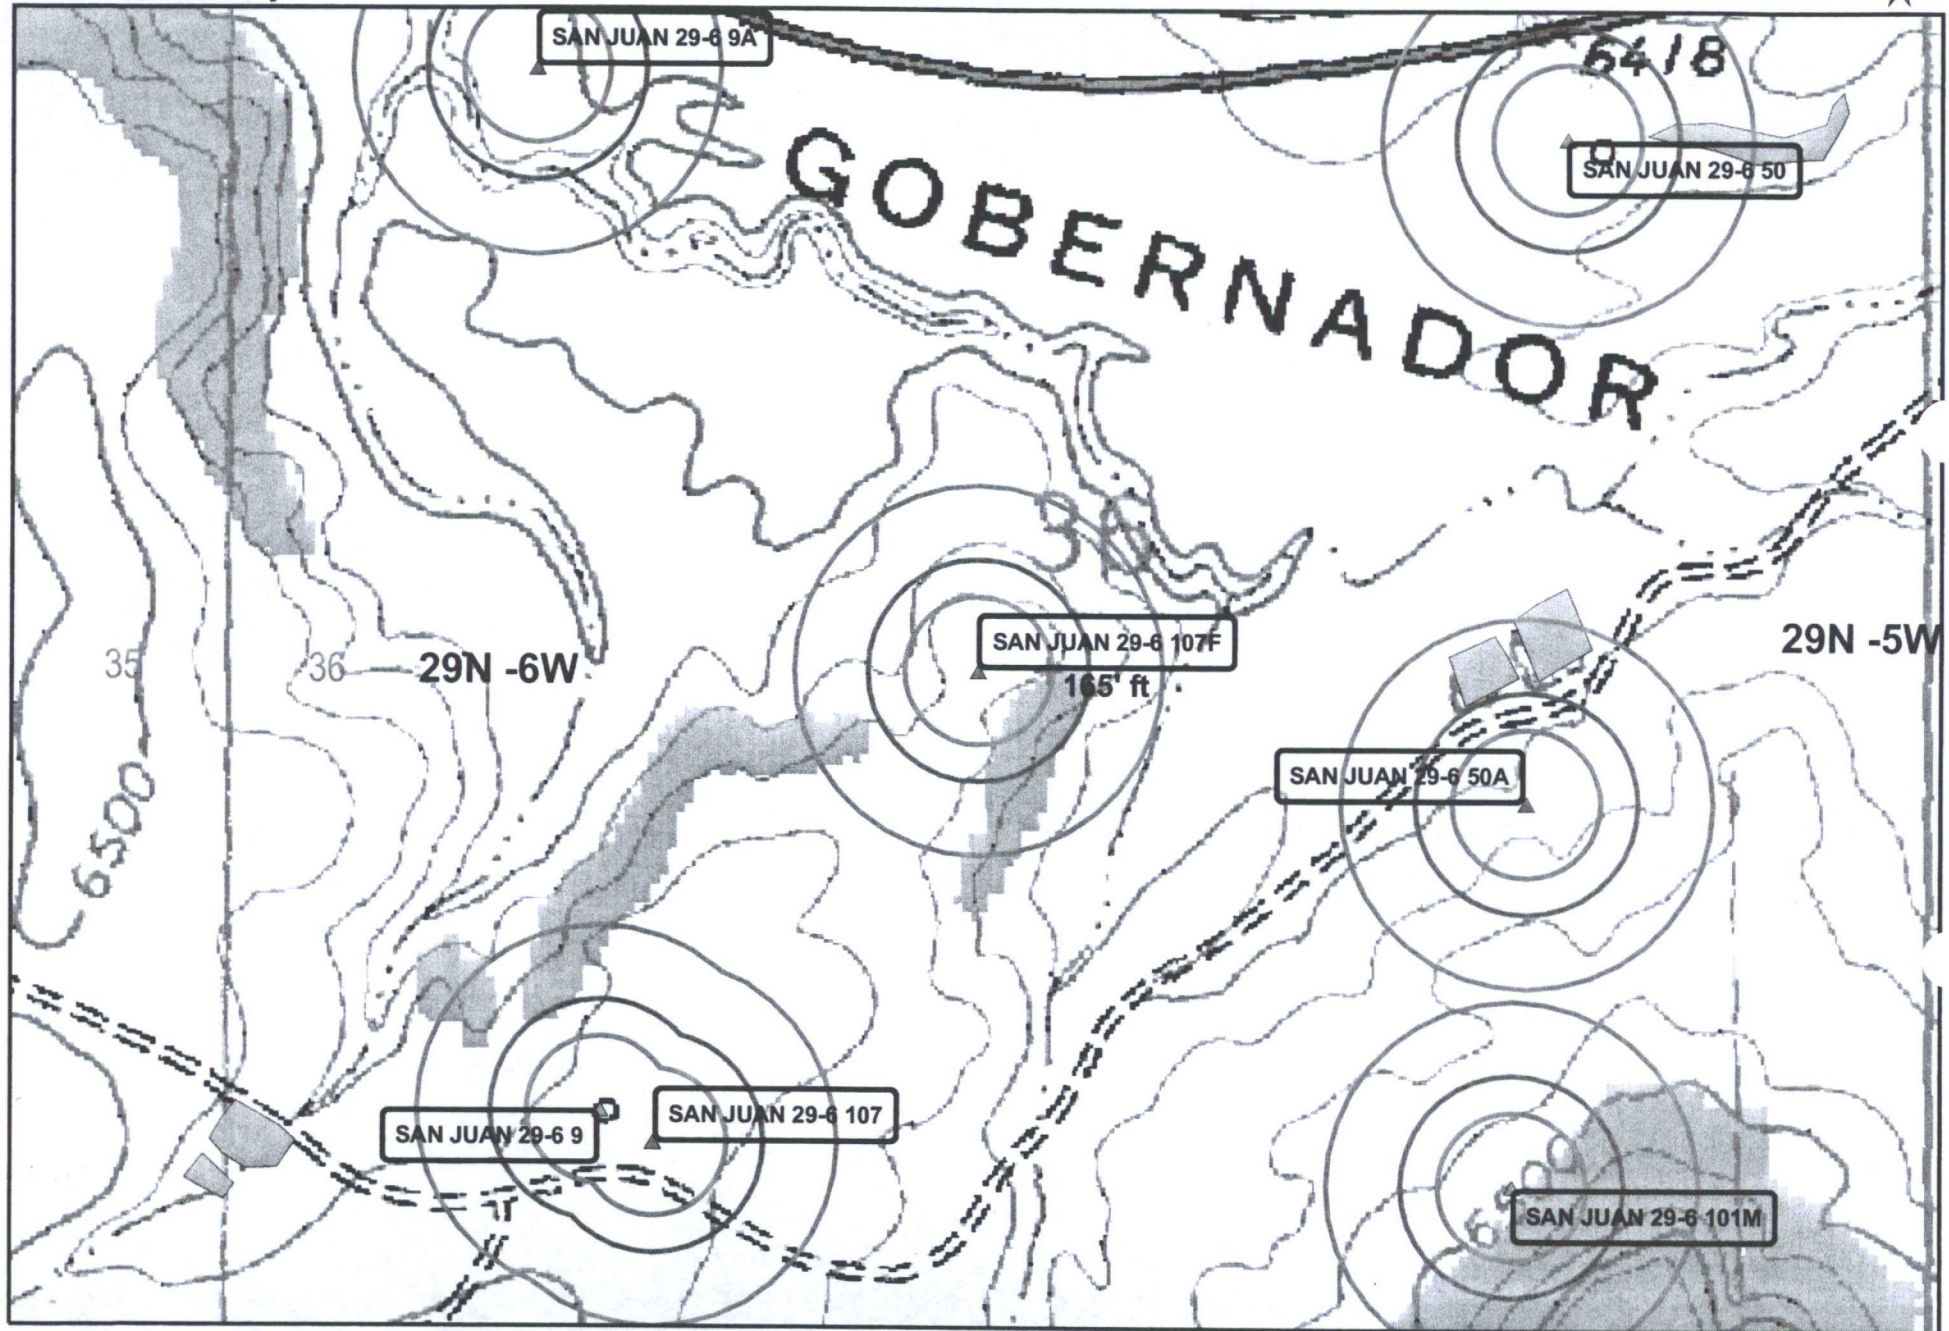 SAN JUAN 29-6 9A
6418
SAN JUAN 29-6 50
GOBERNADOR
30
SAN JUAN 29-6 107F
165' ft
35
36
29N -6W
29N -5W
SAN JUAN 29-6 50A
6500
SAN JUAN 29-6 107
SAN JUAN 29-6 9
SAN JUAN 29-6 101M